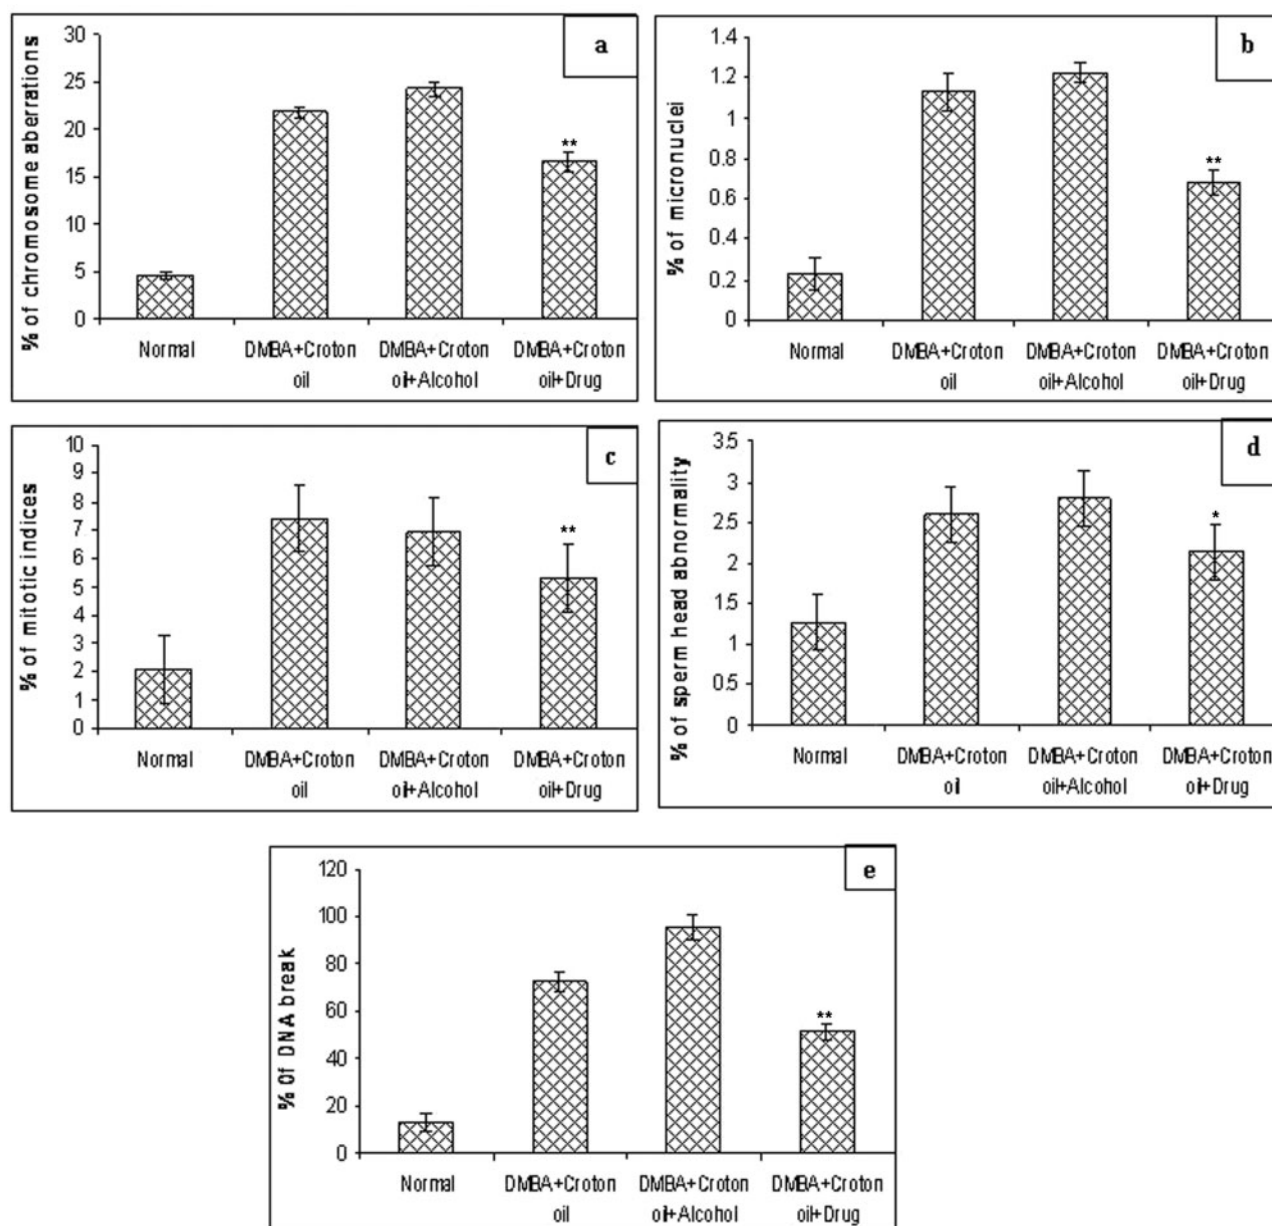 a
% of chromosome aberrations
30
25
20
15
10
5
0
**
Normal
DMBA+Croton
oil
DMBA+Croton
oil+Alcohol
DMBA+Croton
oil+Drug
b
% of micronuclei
1.4
1.2
1
0.8
0.6
0.4
0.2
0
**
Normal
DMBA+Croton
oil
DMBA+Croton
oil+Alcohol
DMBA+Croton
oil+Drug
c
% of mitotic indices
10
9
8
7
6
5
4
3
2
1
0
**
Normal
DMBA+Croton
oil
DMBA+Croton
oil+Alcohol
DMBA+Croton
oil+Drug
d
% of sperm head abnormality
3.5
3
2.5
2
1.5
1
0.5
0
*
Normal
DMBA+Croton
oil
DMBA+Croton
oil+Alcohol
DMBA+Croton
oil+Drug
e
% Of DNA break
120
100
80
60
40
20
0
**
Normal
DMBA+Croton
oil
DMBA+Croton
oil+Alcohol
DMBA+Croton
oil+Drug